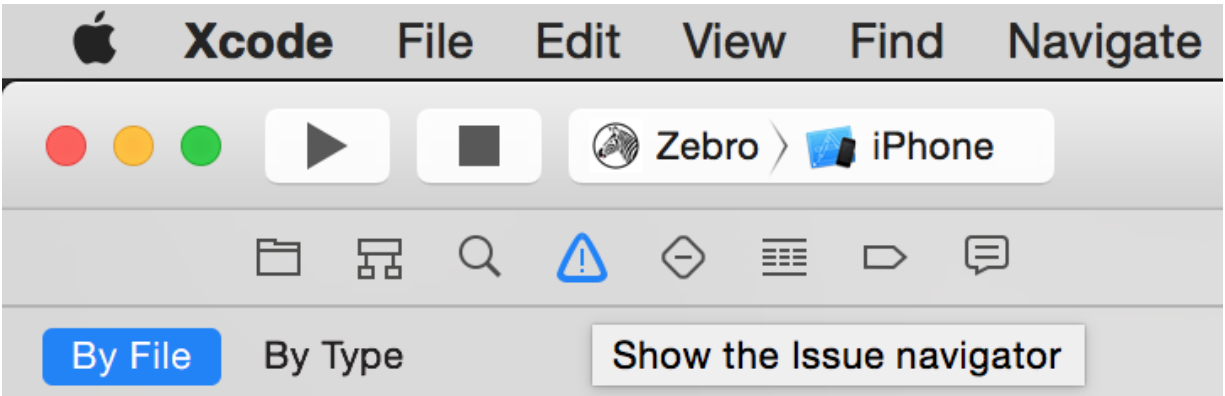 Xcode File Edit View Find Navigate
Zebro iPhone
By File By Type Show the Issue navigator